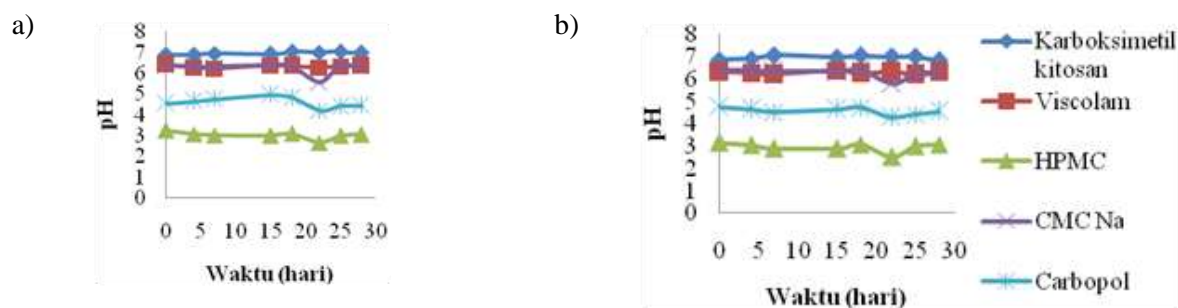 a)
8
7
6
5
4
3
2
1
0
pH
0 5 10 15 20 25 30
Waktu (hari)
b)
8
7
6
5
4
3
2
1
0
pH
0 5 10 15 20 25 30
Waktu (hari)
Karboksimetil
kitosan
Viscolam
HPMC
CMC Na
Carbopol